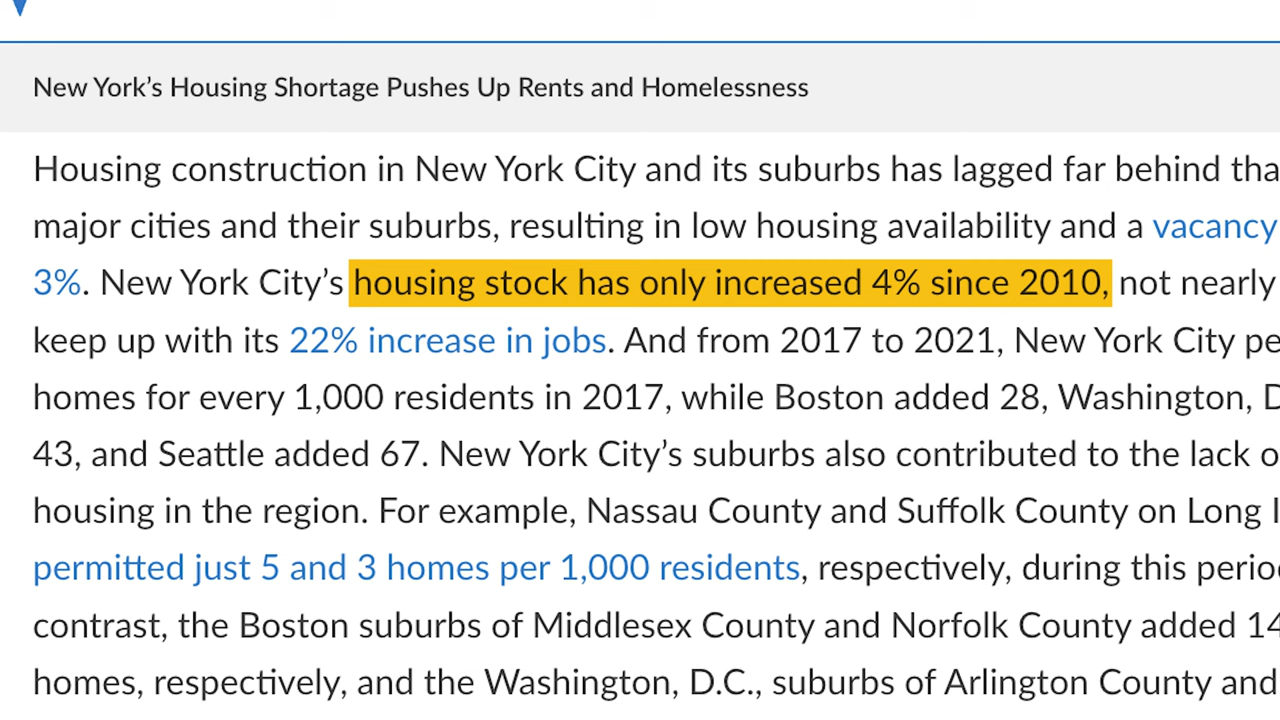 New York’s Housing Shortage Pushes Up Rents and Homelessness
Housing construction in New York City and its suburbs has lagged far behind
major cities and their suburbs, resulting in low housing availability and a vacancy
3%. New York City’s housing stock has only increased 4% since 2010, not nearly
keep up with its 22% increase in jobs. And from 2017 to 2021, New York City
homes for every 1,000 residents in 2017, while Boston added 28, Washington,
43, and Seattle added 67. New York City’s suburbs also contributed to the lack
housing in the region. For example, Nassau County and Suffolk County on Long
permitted just 5 and 3 homes per 1,000 residents, respectively, during this
contrast, the Boston suburbs of Middlesex County and Norfolk County added
homes, respectively, and the Washington, D.C., suburbs of Arlington County and